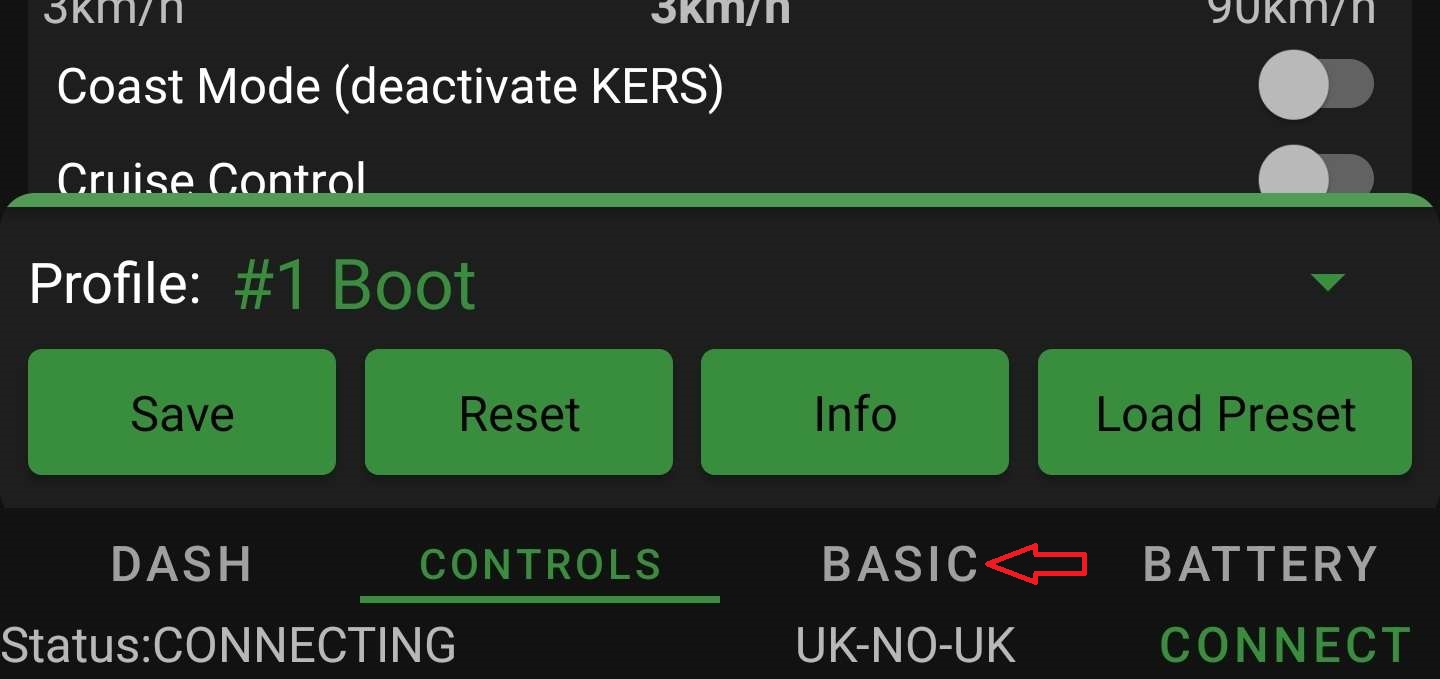 3km/h 3km/h 90km/h
Coast Mode (deactivate KERS)
Cruise Control
Profile: #1 Boot
Save Reset Info Load Preset
DASH CONTROLS BASIC BATTERY
Status:CONNECTING UK-NO-UK CONNECT